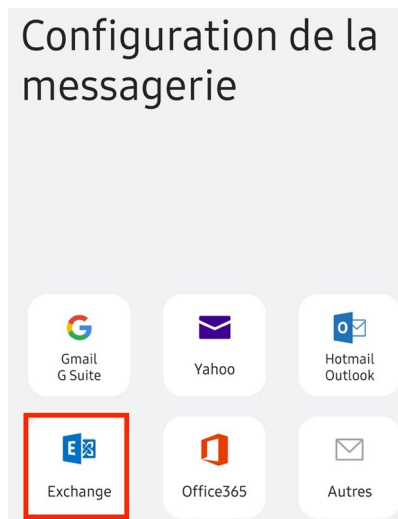 Configuration de la
messagerie
Gmail
G Suite
Yahoo
Hotmail
Outlook
Exchange
Office365
Autres